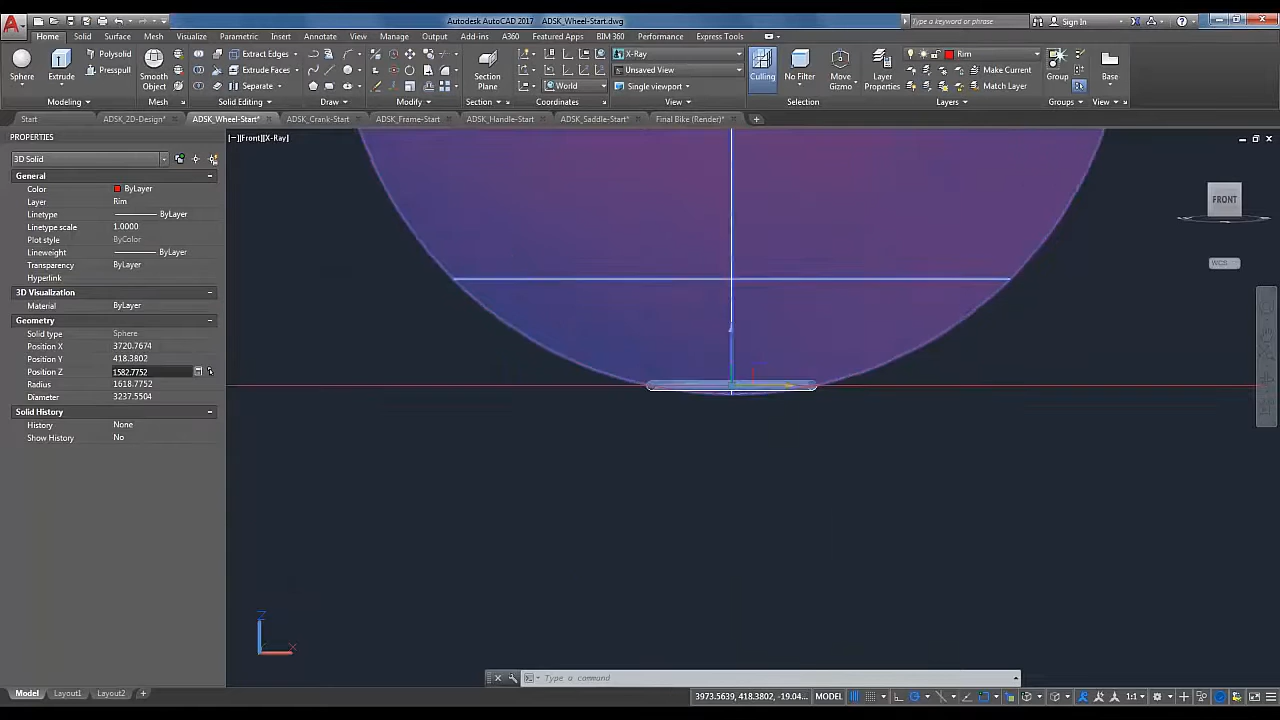 Autodesk AutoCAD 2017 ADSK_Wheel-Start.dwg
Type a keyword or phrase
Sign In
Home Solid Surface Mesh Visualize Parametric Insert Annotate View Manage Output Add-ins A360 Featured Apps BIM 360 Performance Express Tools
Polysolid
Extract Edges
X-Ray
Rim
Presspull
Extrude Faces
Unsaved View
Make Current
Sphere Extrude Smooth Object
Separate
Section Plane
World
Single viewport
Culling No Filter Move Gizmo Layer Properties
Match Layer
Group Base
Modeling Mesh Solid Editing Draw Modify Section Coordinates View Selection Layers Groups View
Start ADSK_2D-Design* ADSK_Wheel-Start* ADSK_Crank-Start ADSK_Frame-Start ADSK_Handle-Start ADSK_Saddle-Start* Final Bike (Render)*
PROPERTIES
[−][Front][X-Ray]
3D Solid
General
Color ByLayer
Layer Rim
Linetype ByLayer
Linetype scale 1.0000
Plot style ByColor
Lineweight ByLayer
Transparency ByLayer
Hyperlink
3D Visualization
Material ByLayer
Geometry
Solid type Sphere
Position X 3720.7674
Position Y 418.3802
Position Z 1582.7752
Radius 1618.7752
Diameter 3237.5504
Solid History
History None
Show History No
FRONT
WCS
Z
X
Type a command
Model Layout1 Layout2
3973.5639, 418.3802, -19.04... MODEL
1:1